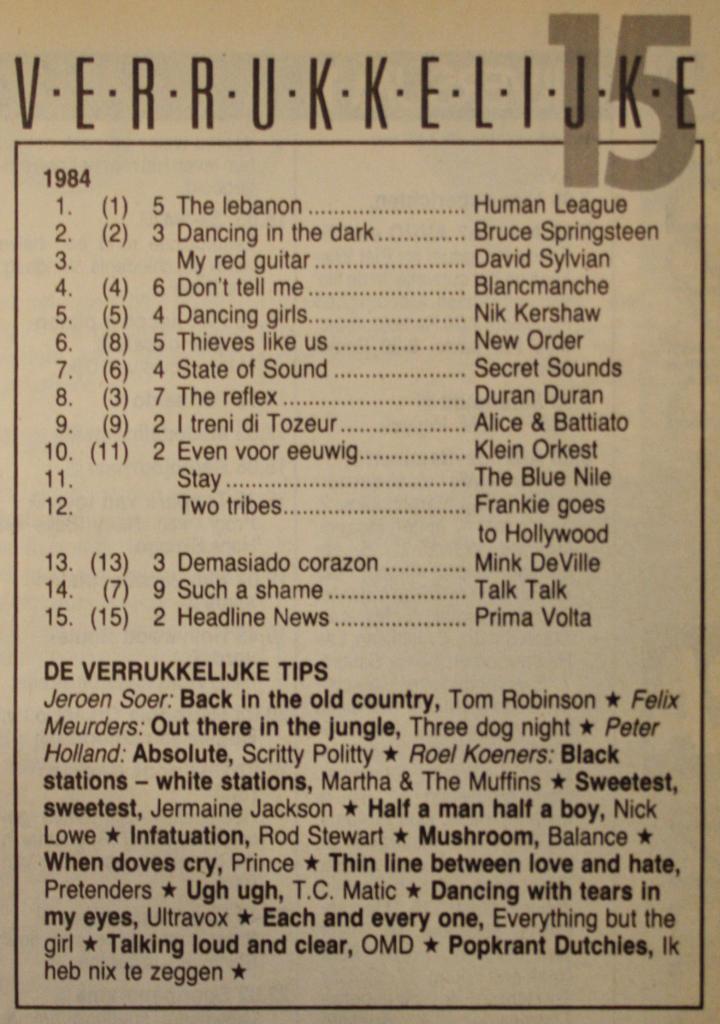 V·E·R·R·U·K·K·E·L·I·J·K·E 15
1984
1. (1) 5 The lebanon ........................ Human League
2. (2) 3 Dancing in the dark ............. Bruce Springsteen
3. My red guitar ....................... David Sylvian
4. (4) 6 Don't tell me ........................ Blancmanche
5. (5) 4 Dancing girls........................ Nik Kershaw
6. (8) 5 Thieves like us .................... New Order
7. (6) 4 State of Sound .................... Secret Sounds
8. (3) 7 The reflex ............................ Duran Duran
9. (9) 2 I treni di Tozeur ................... Alice & Battiato
10. (11) 2 Even voor eeuwig................ Klein Orkest
11. Stay ..................................... The Blue Nile
12. Two tribes............................ Frankie goes
to Hollywood
13. (13) 3 Demasiado corazon ............ Mink DeVille
14. (7) 9 Such a shame ..................... Talk Talk
15. (15) 2 Headline News .................... Prima Volta
DE VERRUKKELIJKE TIPS
Jeroen Soer: Back in the old country, Tom Robinson ★ Felix
Meurders: Out there in the jungle, Three dog night ★ Peter
Holland: Absolute, Scritty Politty ★ Roel Koeners: Black
stations – white stations, Martha & The Muffins ★ Sweetest,
sweetest, Jermaine Jackson ★ Half a man half a boy, Nick
Lowe ★ Infatuation, Rod Stewart ★ Mushroom, Balance ★
When doves cry, Prince ★ Thin line between love and hate,
Pretenders ★ Ugh ugh, T.C. Matic ★ Dancing with tears in
my eyes, Ultravox ★ Each and every one, Everything but the
girl ★ Talking loud and clear, OMD ★ Popkrant Dutchies, Ik
heb nix te zeggen ★